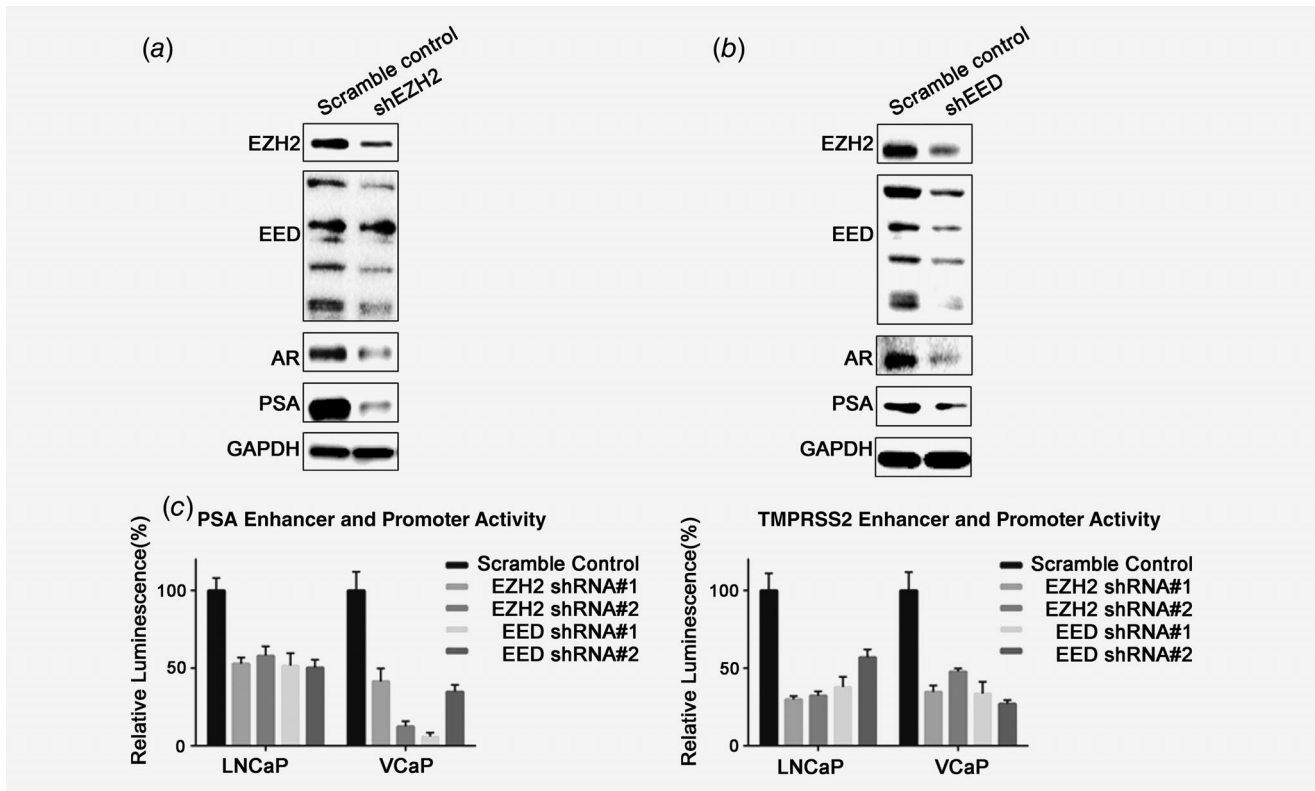 (a)
Scramble control
shEZH2
EZH2
EED
AR
PSA
GAPDH
(b)
Scramble control
shEED
EZH2
EED
AR
PSA
GAPDH
(c)
PSA Enhancer and Promoter Activity
Relative Luminescence(%)
100
50
0
LNCaP
VCaP
Scramble Control
EZH2 shRNA#1
EZH2 shRNA#2
EED shRNA#1
EED shRNA#2
TMPRSS2 Enhancer and Promoter Activity
Relative Luminescence(%)
100
50
0
LNCaP
VCaP
Scramble Control
EZH2 shRNA#1
EZH2 shRNA#2
EED shRNA#1
EED shRNA#2